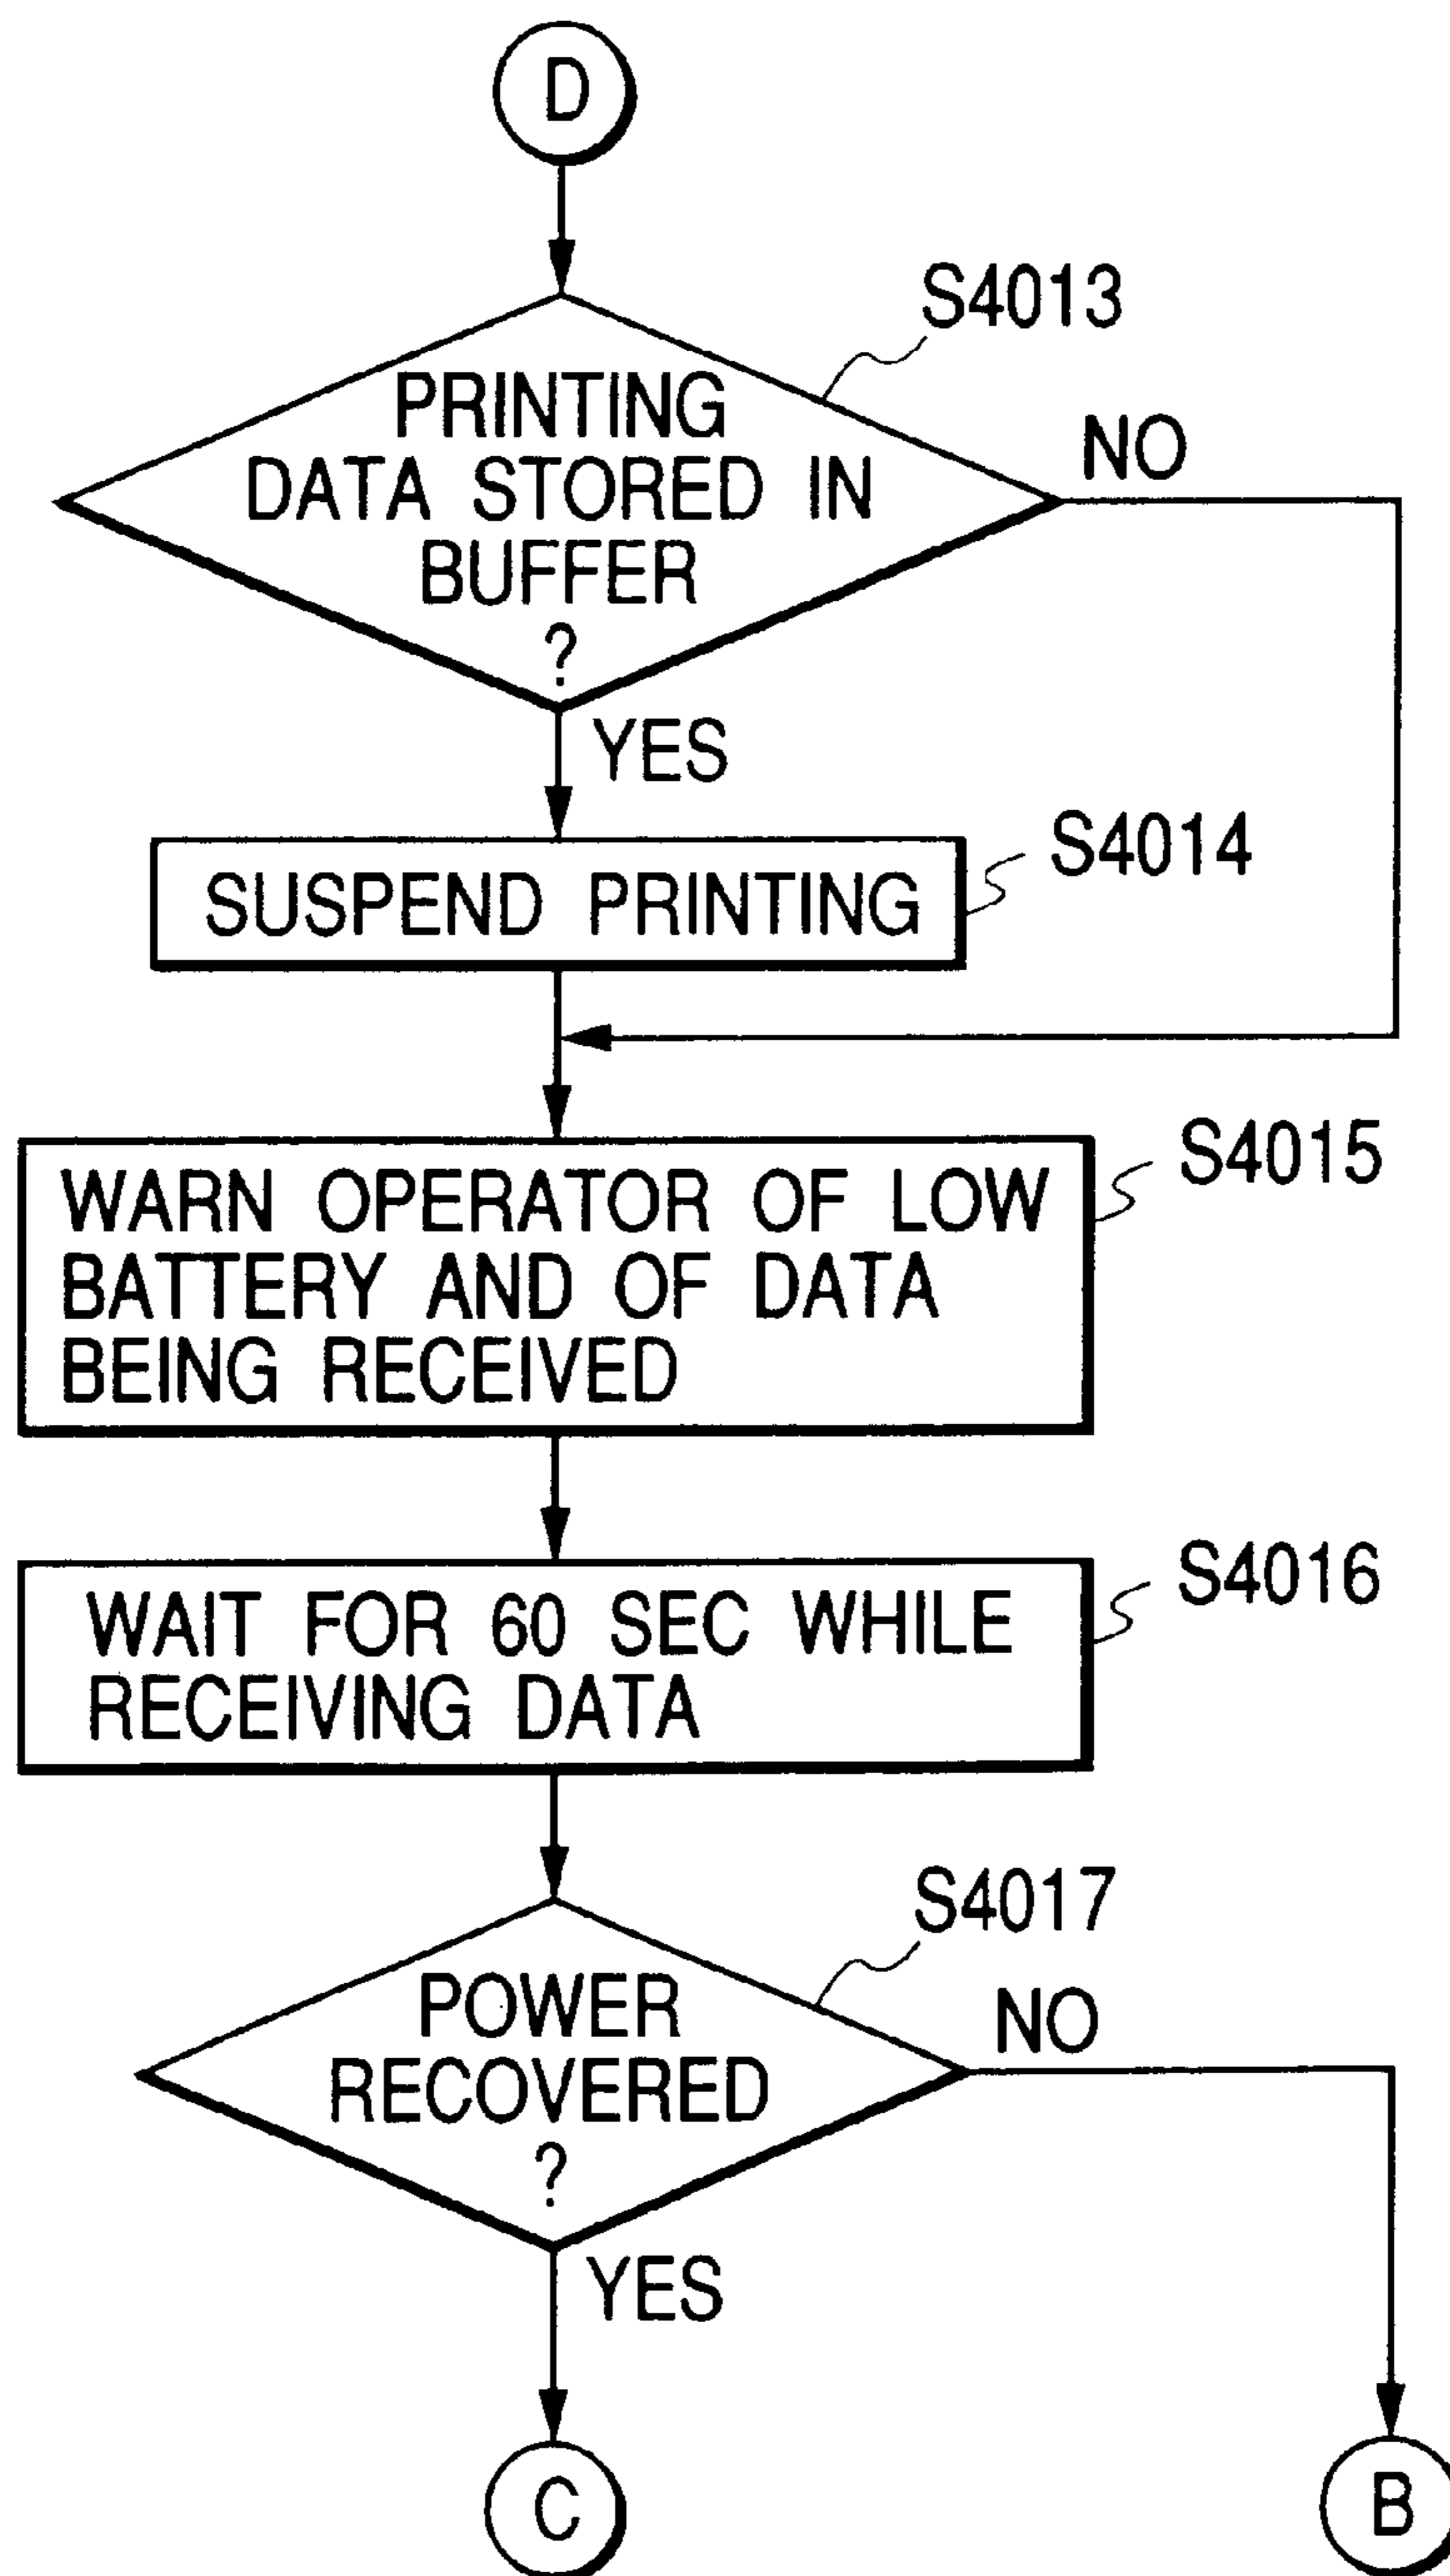 D
S4013
PRINTING
DATA STORED IN
BUFFER
?
NO
YES
SUSPEND PRINTING
S4014
WARN OPERATOR OF LOW
BATTERY AND OF DATA
BEING RECEIVED
S4015
WAIT FOR 60 SEC WHILE
RECEIVING DATA
S4016
S4017
POWER
RECOVERED
?
NO
YES
C
B